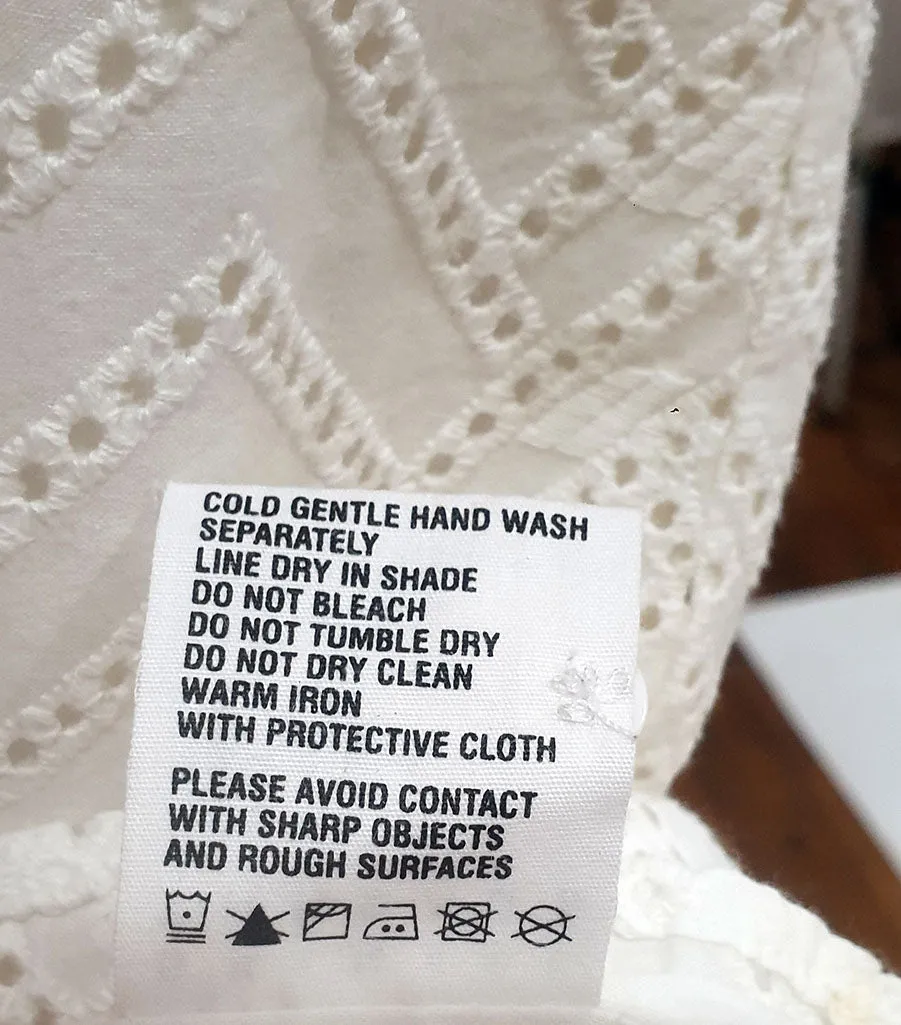 COLD GENTLE HAND WASH
SEPARATELY
LINE DRY IN SHADE
DO NOT BLEACH
DO NOT TUMBLE DRY
DO NOT DRY CLEAN
WARM IRON
WITH PROTECTIVE CLOTH
PLEASE AVOID CONTACT
WITH SHARP OBJECTS
AND ROUGH SURFACES